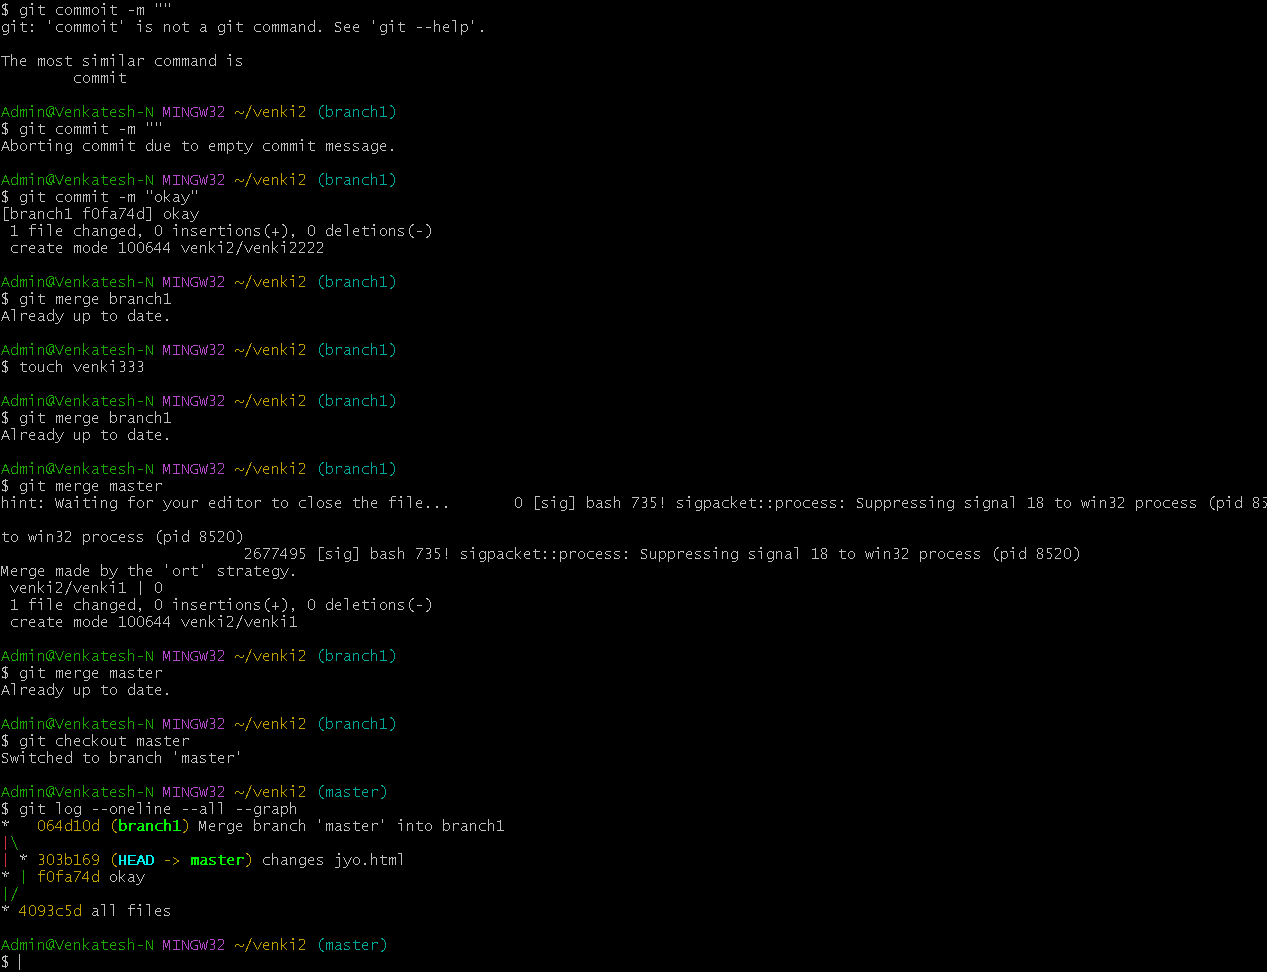 $ git commoit -m ""
git: 'commoit' is not a git command. See 'git --help'.
The most similar command is
commit
Admin@Venkatesh-N MINGW32 ~/venki2 (branch1)
$ git commit -m ""
Aborting commit due to empty commit message.
Admin@Venkatesh-N MINGW32 ~/venki2 (branch1)
$ git commit -m "okay"
[branch1 f0fa74d] okay
1 file changed, 0 insertions(+), 0 deletions(-)
create mode 100644 venki2/venki2222
Admin@Venkatesh-N MINGW32 ~/venki2 (branch1)
$ git merge branch1
Already up to date.
Admin@Venkatesh-N MINGW32 ~/venki2 (branch1)
$ touch venki333
Admin@Venkatesh-N MINGW32 ~/venki2 (branch1)
$ git merge branch1
Already up to date.
Admin@Venkatesh-N MINGW32 ~/venki2 (branch1)
$ git merge master
hint: Waiting for your editor to close the file...       0 [sig] bash 735! sigpacket::process: Suppressing signal 18 to win32 process (pid 85
to win32 process (pid 8520)
2677495 [sig] bash 735! sigpacket::process: Suppressing signal 18 to win32 process (pid 8520)
Merge made by the 'ort' strategy.
venki2/venki1 | 0
1 file changed, 0 insertions(+), 0 deletions(-)
create mode 100644 venki2/venki1
Admin@Venkatesh-N MINGW32 ~/venki2 (branch1)
$ git merge master
Already up to date.
Admin@Venkatesh-N MINGW32 ~/venki2 (branch1)
$ git checkout master
Switched to branch 'master'
Admin@Venkatesh-N MINGW32 ~/venki2 (master)
$ git log --oneline --all --graph
*   064d10d (branch1) Merge branch 'master' into branch1
|\
| * 303b169 (HEAD -> master) changes jyo.html
* | f0fa74d okay
|/
* 4093c5d all files
Admin@Venkatesh-N MINGW32 ~/venki2 (master)
$